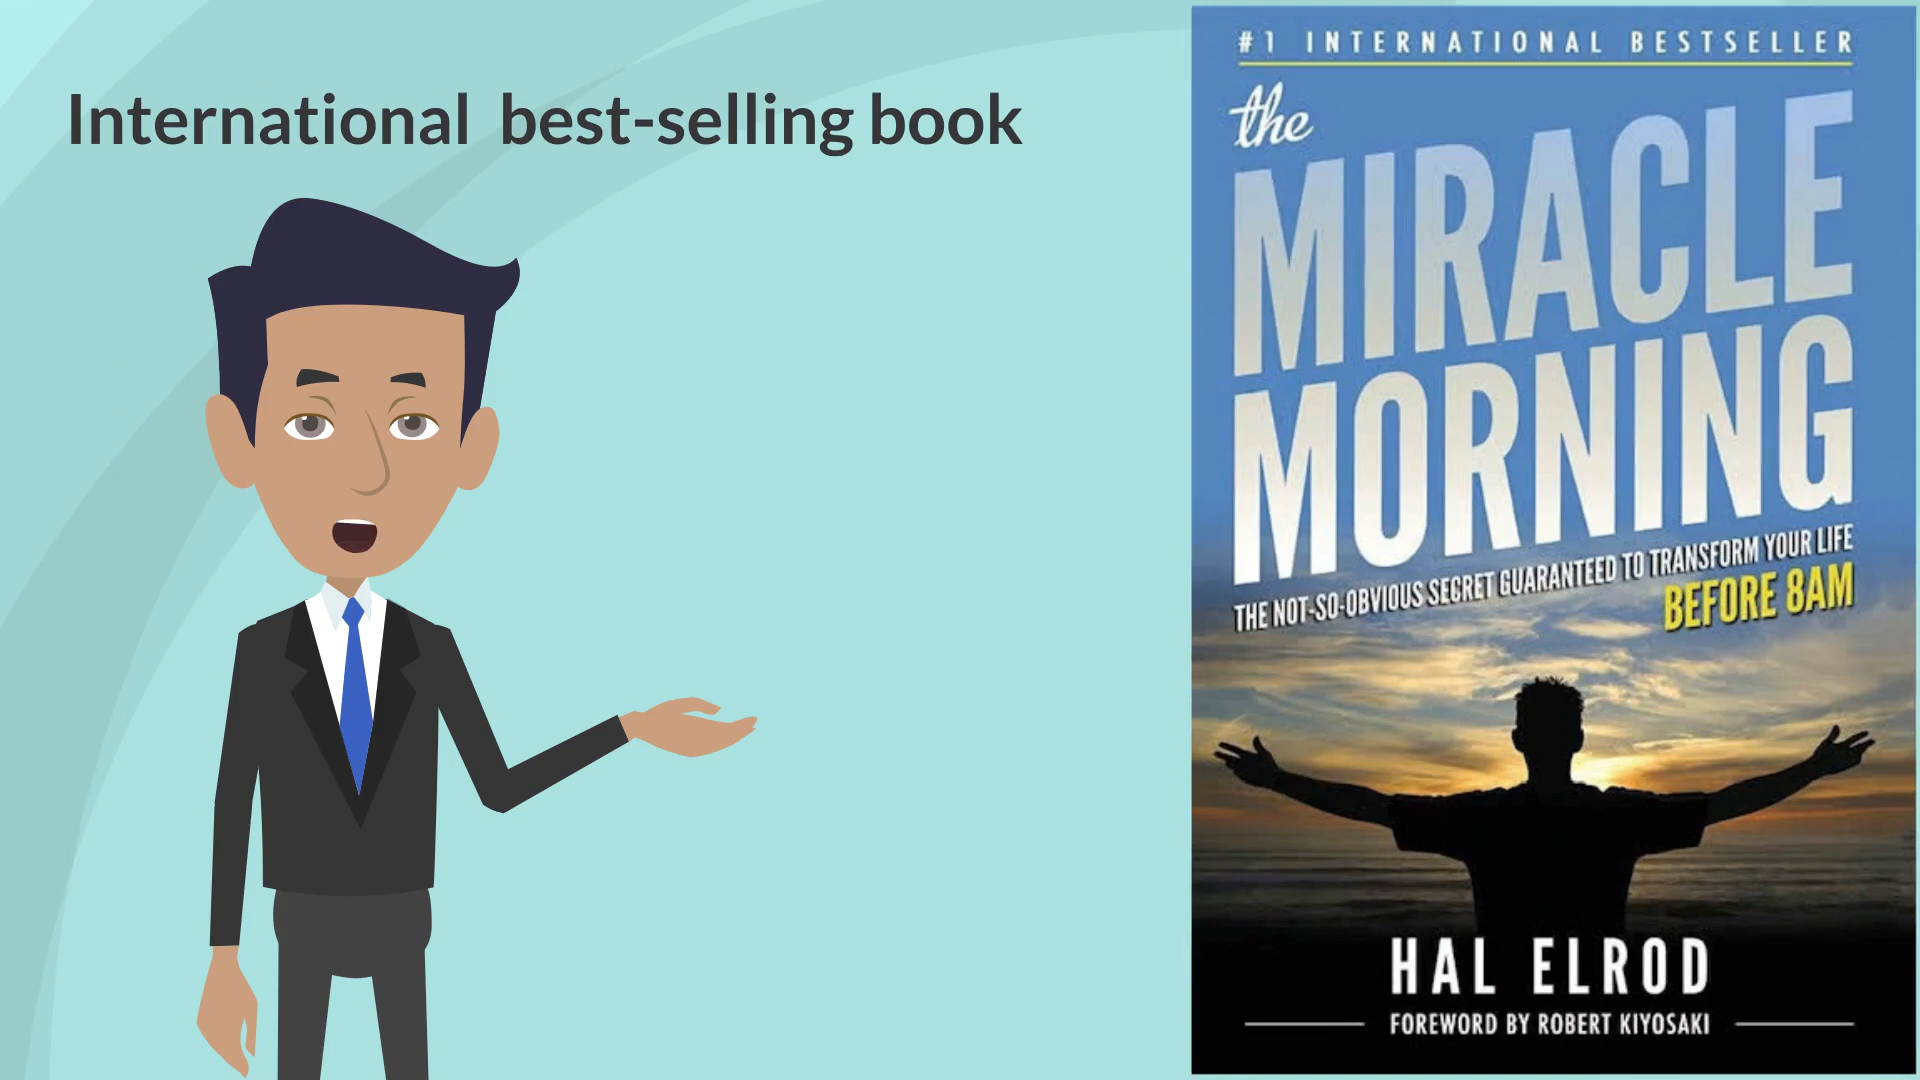 International  best-selling book
#1 INTERNATIONAL BESTSELLER
the
MIRACLE
MORNING
THE NOT-SO-OBVIOUS SECRET GUARANTEED TO TRANSFORM YOUR LIFE
BEFORE 8AM
HAL ELROD
FOREWORD BY ROBERT KIYOSAKI